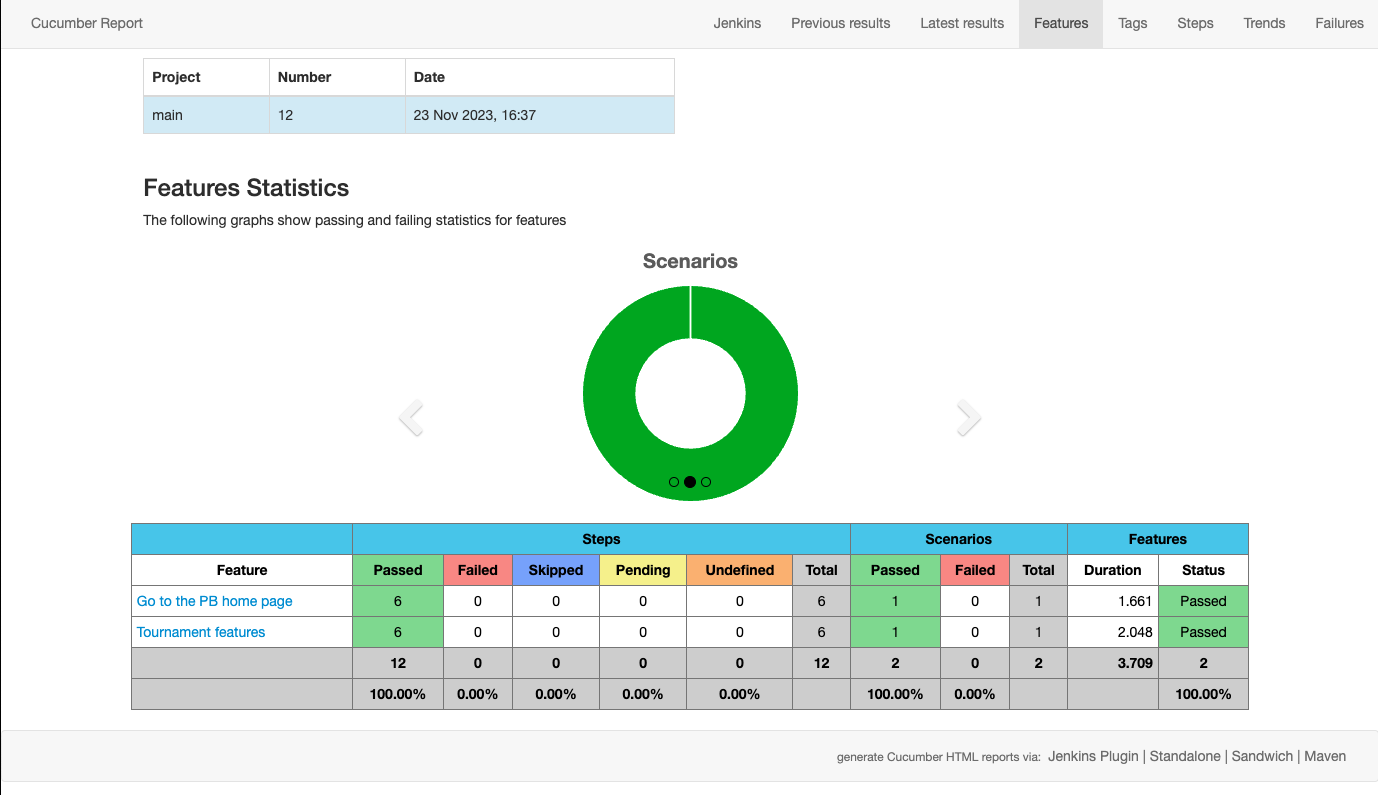 Cucumber Report Jenkins Previous results Latest results Features Tags Steps Trends Failures
Project Number Date
main 12 23 Nov 2023, 16:37
Features Statistics
The following graphs show passing and failing statistics for features
Scenarios
Steps Scenarios Features
Feature Passed Failed Skipped Pending Undefined Total Passed Failed Total Duration Status
Go to the PB home page 6 0 0 0 0 6 1 0 1 1.661 Passed
Tournament features 6 0 0 0 0 6 1 0 1 2.048 Passed
12 0 0 0 0 12 2 0 2 3.709 2
100.00% 0.00% 0.00% 0.00% 0.00% 100.00% 0.00% 100.00%
generate Cucumber HTML reports via: Jenkins Plugin | Standalone | Sandwich | Maven